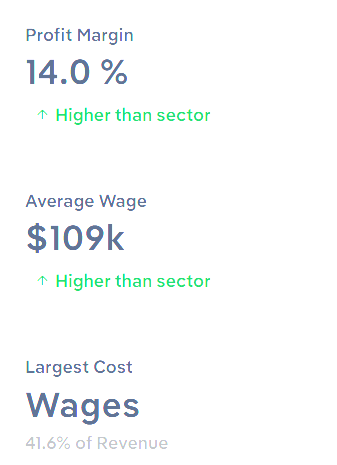 Profit Margin
14.0 %
↑ Higher than sector
Average Wage
$109k
↑ Higher than sector
Largest Cost
Wages
41.6% of Revenue